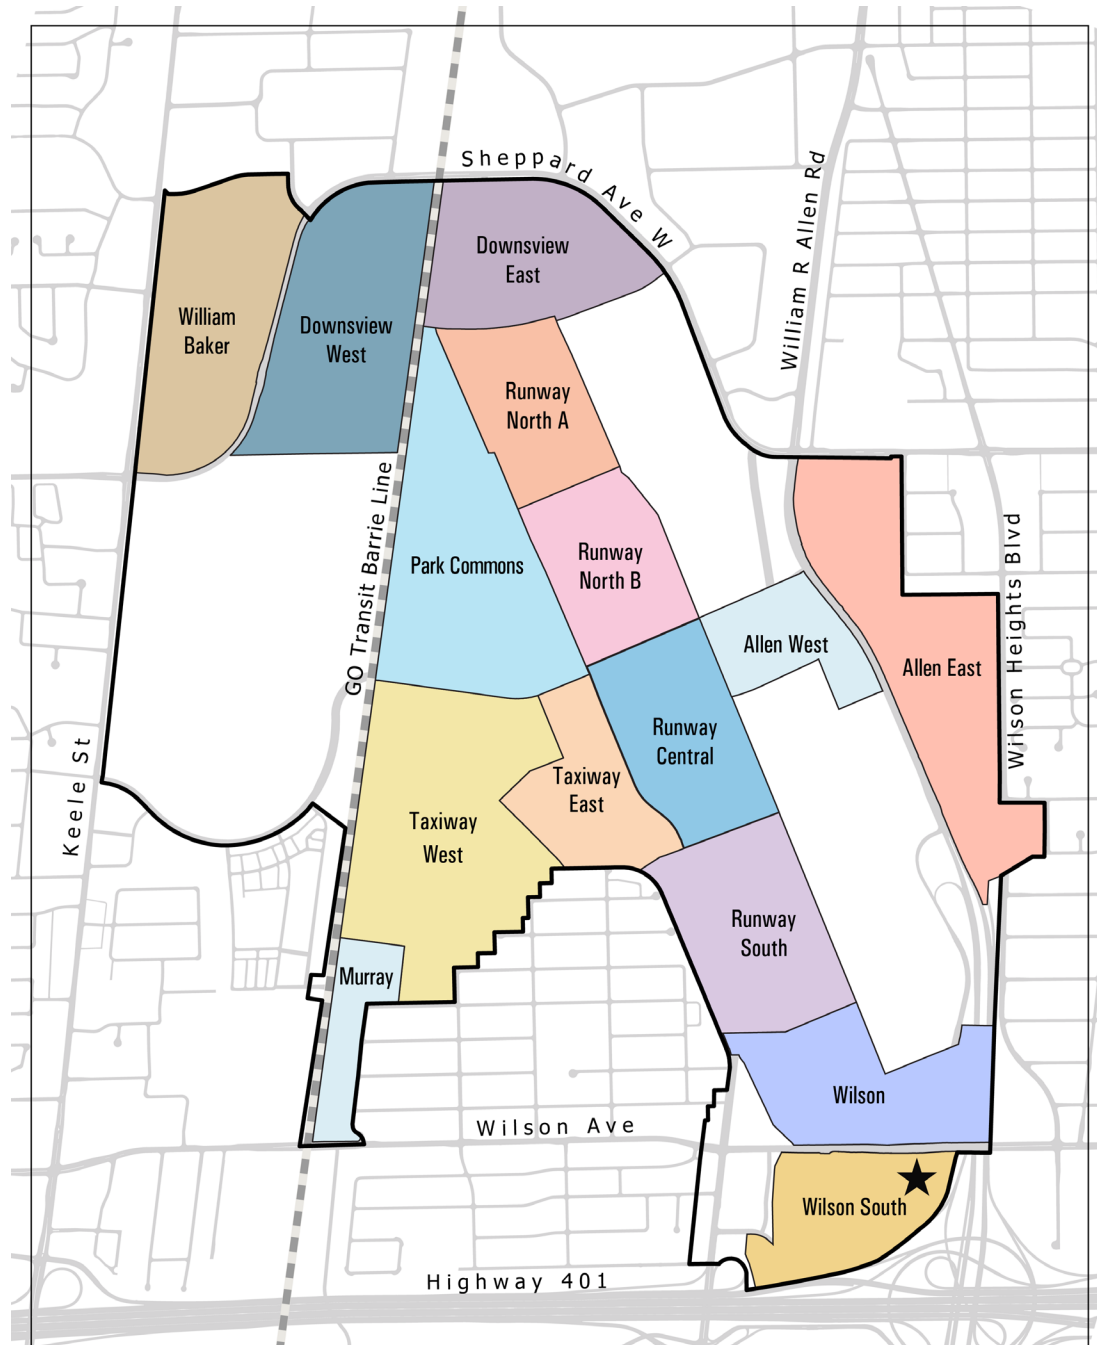 Sheppard Ave W
William R Allen Rd
Downsview
East
William
Baker
Downsview
West
Runway
North A
GO Transit Barrie Line
Park Commons
Runway
North B
Wilson Heights Blvd
Allen West
Allen East
Keele St
Runway
Central
Taxiway
East
Taxiway
West
Runway
South
Murray
Wilson
Wilson Ave
Wilson South
Highway 401